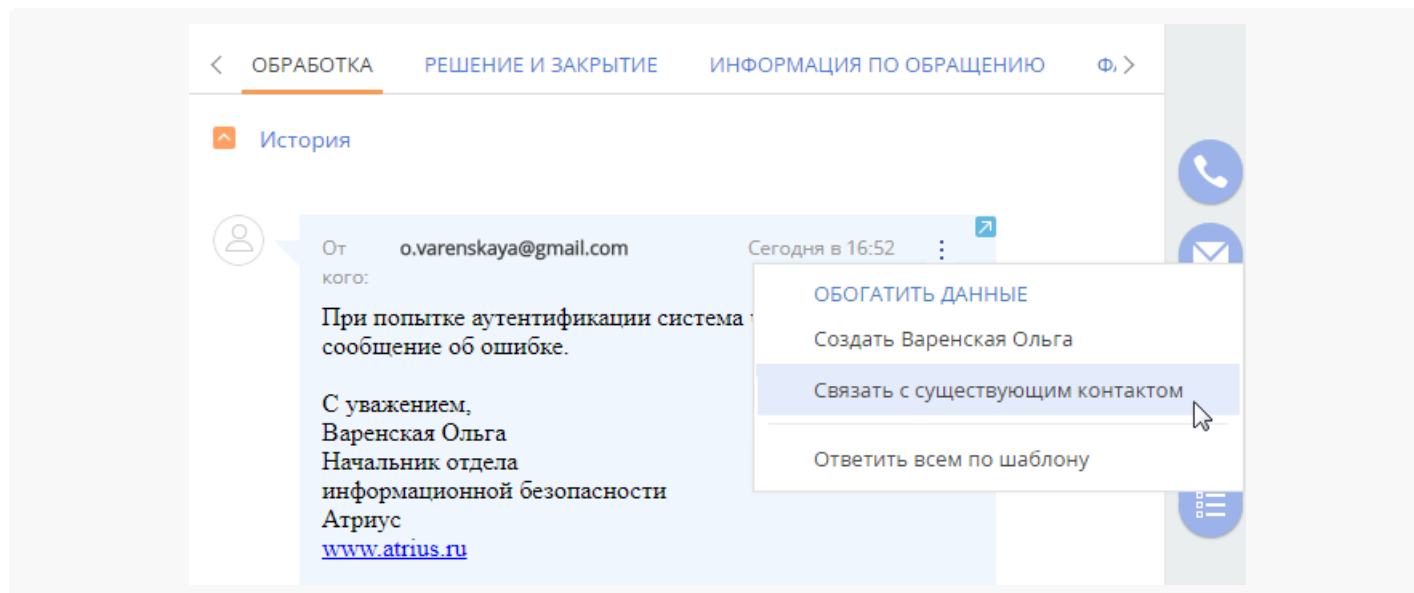 ОБРАБОТКА РЕШЕНИЕ И ЗАКРЫТИЕ ИНФОРМАЦИЯ ПО ОБРАЩЕНИЮ
История
От кого: o.varenskaya@gmail.com Сегодня в 16:52
При попытке аутентификации система
сообщение об ошибке.
С уважением,
Варенская Ольга
Начальник отдела
информационной безопасности
Атриус
www.atrius.ru
ОБОГАТИТЬ ДАННЫЕ
Создать Варенская Ольга
Связать с существующим контактом
Ответить всем по шаблону